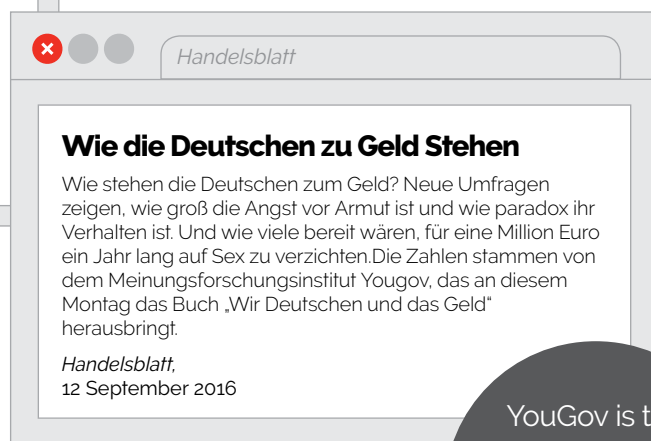 Handelsblatt
Wie die Deutschen zu Geld Stehen
Wie stehen die Deutschen zum Geld? Neue Umfragen
zeigen, wie groß die Angst vor Armut ist und wie paradox ihr
Verhalten ist. Und wie viele bereit wären, für eine Million Euro
ein Jahr lang auf Sex zu verzichten.Die Zahlen stammen von
dem Meinungsforschungsinstitut Yougov, das an diesem
Montag das Buch „Wir Deutschen und das Geld“
herausbringt.
Handelsblatt,
12 September 2016
YouGov is t